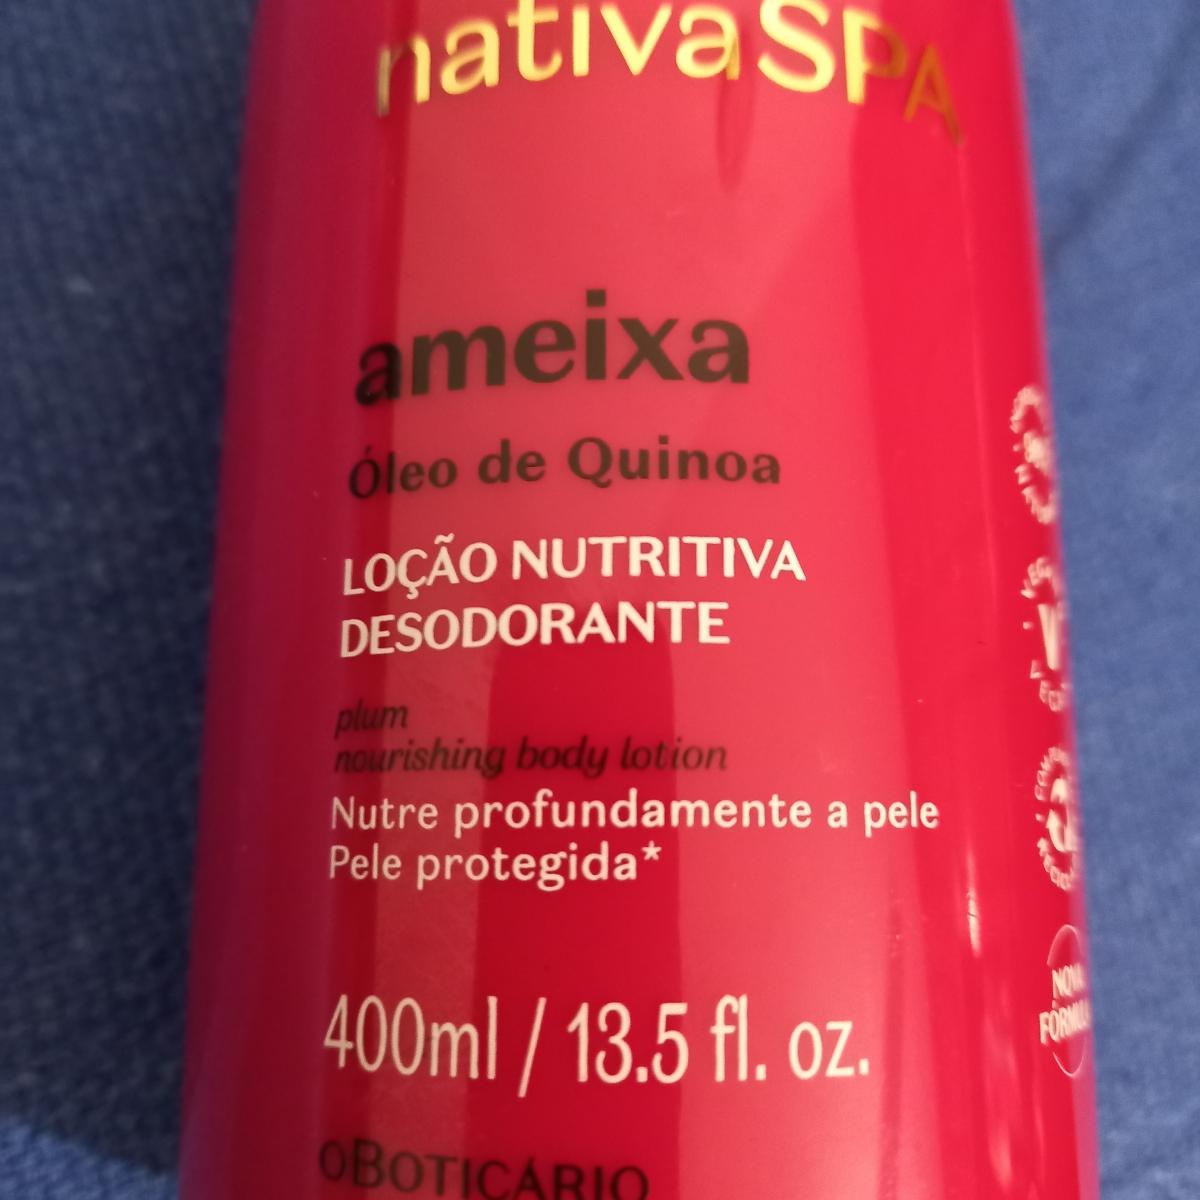 nativaSPA
ameixa
Óleo de Quinoa
LOÇÃO NUTRITIVA
DESODORANTE
plum
nourishing body lotion
Nutre profundamente a pele
Pele protegida*
400ml / 13.5 fl. oz.
oBOTICÁRIO
NOVA